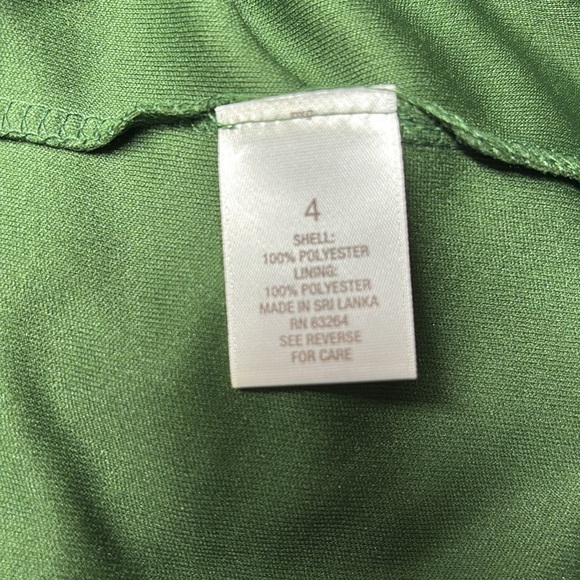 4
SHELL:
100% POLYESTER
LINING:
100% POLYESTER
MADE IN SRI LANKA
RN 63264
SEE REVERSE
FOR CARE